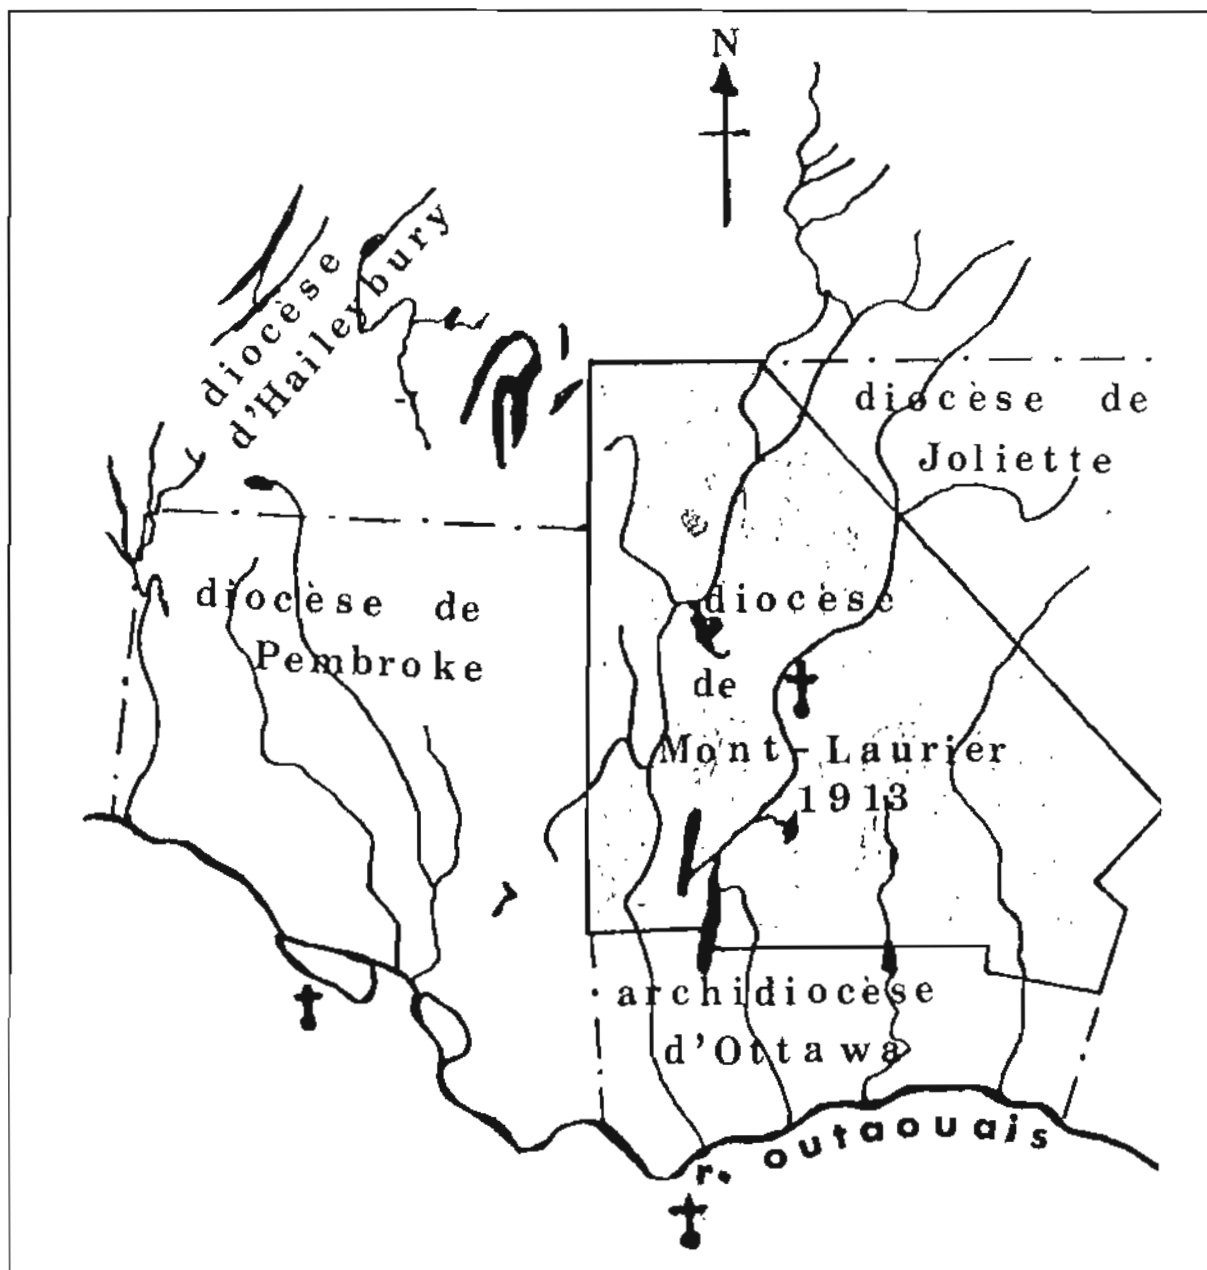 N
diocèse
d'Haileybury
diocèse de
Joliette
diocèse de
Pembroke
diocèse
de
Mont-Laurier
1913
archidiocèse
d'Ottawa
r. outaouais